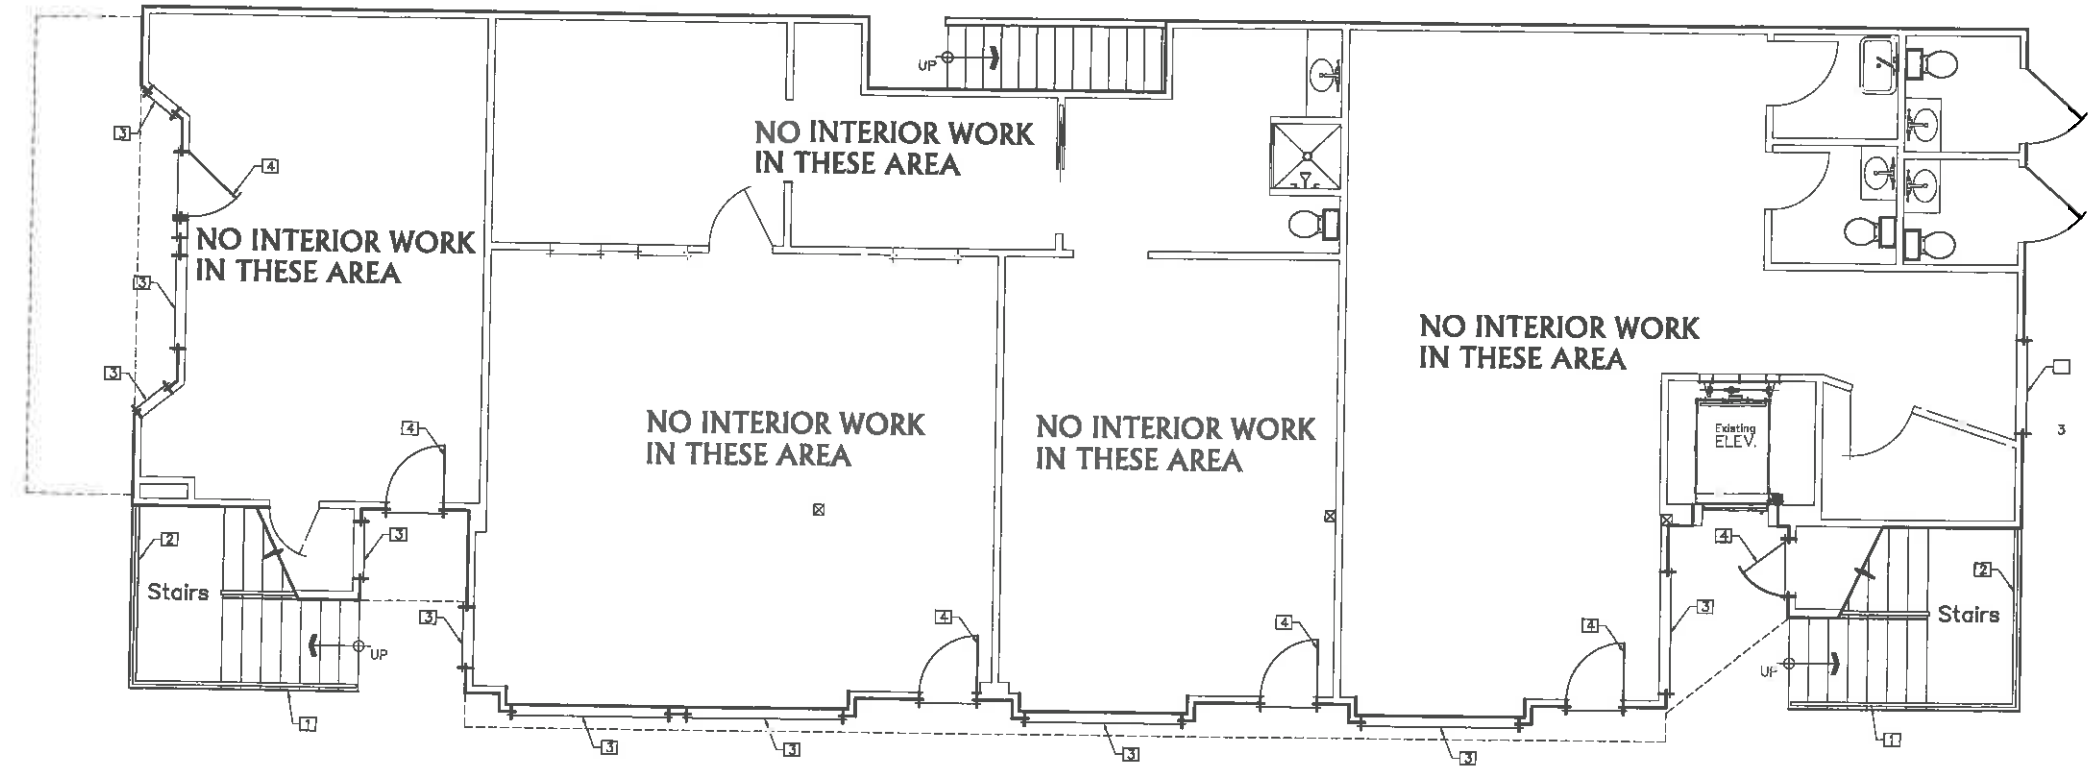 UP
3
4
NO INTERIOR WORK
IN THESE AREA
NO INTERIOR WORK
IN THESE AREA
3
3
NO INTERIOR WORK
IN THESE AREA
4
NO INTERIOR WORK
IN THESE AREA
NO INTERIOR WORK
IN THESE AREA
Existing
ELEV.
3
2
3
4
2
Stairs
3
4
4
4
3
Stairs
UP
UP
1
3
3
3
3
1